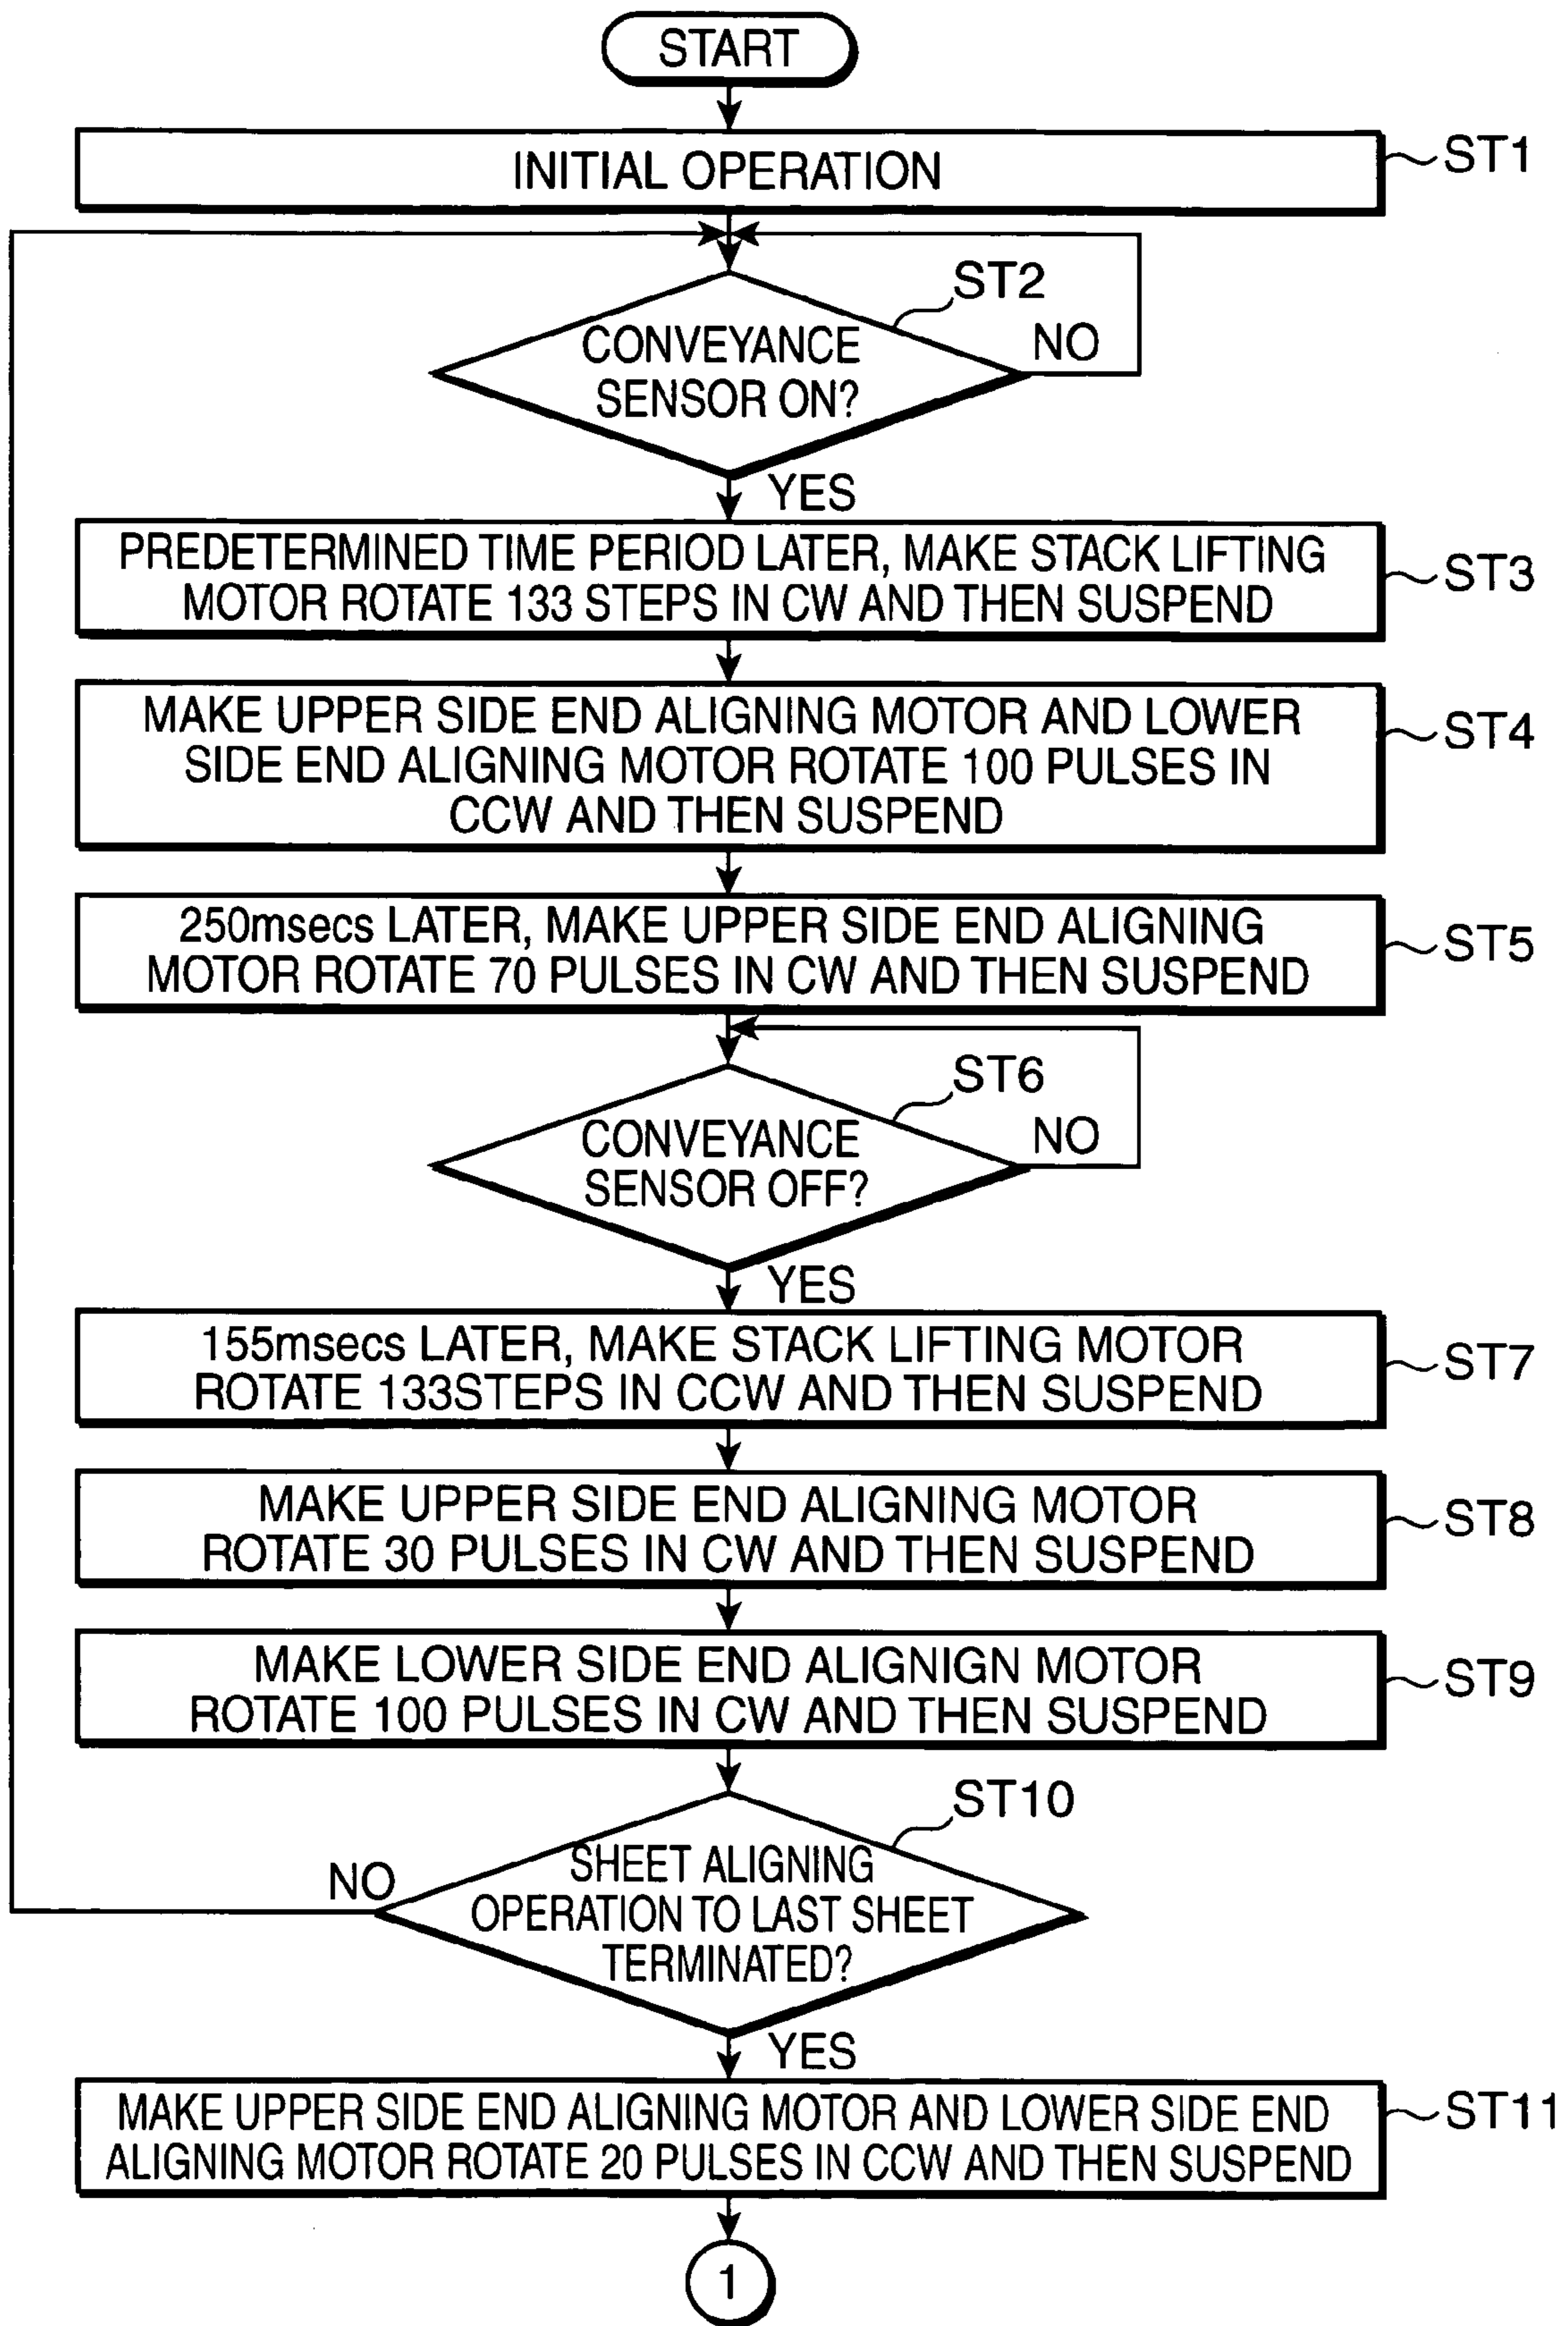 START
INITIAL OPERATION
ST1
ST2
CONVEYANCE
SENSOR ON?
NO
YES
PREDETERMINED TIME PERIOD LATER, MAKE STACK LIFTING
MOTOR ROTATE 133 STEPS IN CW AND THEN SUSPEND
ST3
MAKE UPPER SIDE END ALIGNING MOTOR AND LOWER
SIDE END ALIGNING MOTOR ROTATE 100 PULSES IN
CCW AND THEN SUSPEND
ST4
250msecs LATER, MAKE UPPER SIDE END ALIGNING
MOTOR ROTATE 70 PULSES IN CW AND THEN SUSPEND
ST5
ST6
CONVEYANCE
SENSOR OFF?
NO
YES
155msecs LATER, MAKE STACK LIFTING MOTOR
ROTATE 133STEPS IN CCW AND THEN SUSPEND
ST7
MAKE UPPER SIDE END ALIGNING MOTOR
ROTATE 30 PULSES IN CW AND THEN SUSPEND
ST8
MAKE LOWER SIDE END ALIGNIGN MOTOR
ROTATE 100 PULSES IN CW AND THEN SUSPEND
ST9
ST10
SHEET ALIGNING
OPERATION TO LAST SHEET
TERMINATED?
NO
YES
MAKE UPPER SIDE END ALIGNING MOTOR AND LOWER SIDE END
ALIGNING MOTOR ROTATE 20 PULSES IN CCW AND THEN SUSPEND
ST11
1